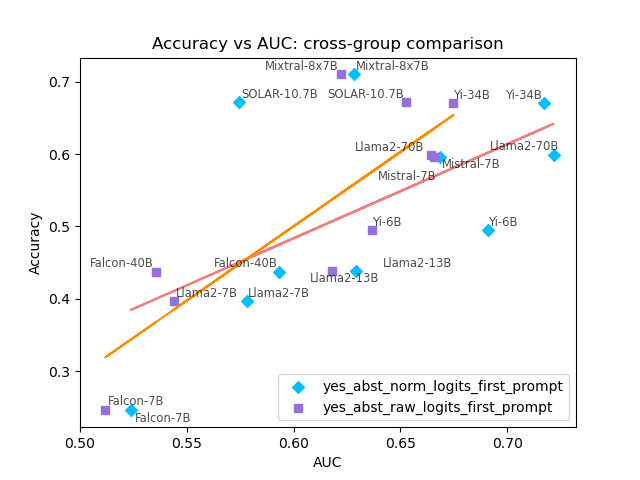 Accuracy vs AUC: cross-group comparison
Mixtral-8x7B Mixtral-8x7B
0.7
SOLAR-10.7B SOLAR-10.7B Yi-34B Yi-34B
Llama2-70B Llama2-70B
0.6
Mistral-7B
Mistral-7B
Yi-6B Yi-6B
0.5
Accuracy
Falcon-40B Falcon-40B Llama2-13B
Llama2-13B
Llama2-7B Llama2-7B
0.4
0.3
yes_abst_norm_logits_first_prompt
Falcon-7B yes_abst_raw_logits_first_prompt
Falcon-7B
0.50 0.55 0.60 0.65 0.70
AUC